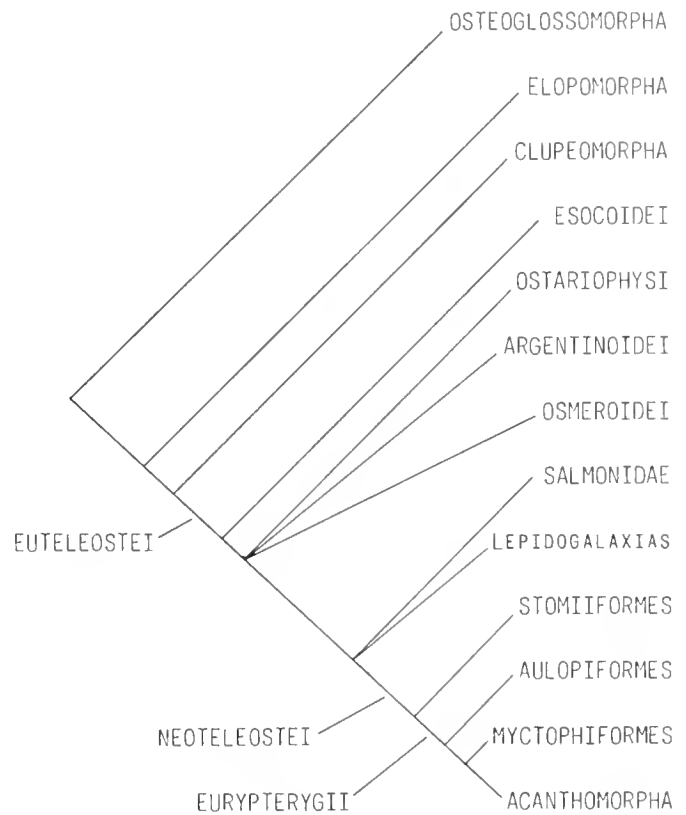 OSTEOGLOSSOMORPHA
ELOPOMORPHA
CLUPEOMORPHA
ESOCOIDEI
OSTARIOPHYSI
ARGENTINOIDEI
OSMEROIDEI
SALMONIDAE
EUTELEOSTEI
LEPIDOGALAXIAS
STOMIIFORMES
AULOPIFORMES
NEOTELEOSTEI
MYCTOPHIFORMES
EURYPTERYGII
ACANTHOMORPHA